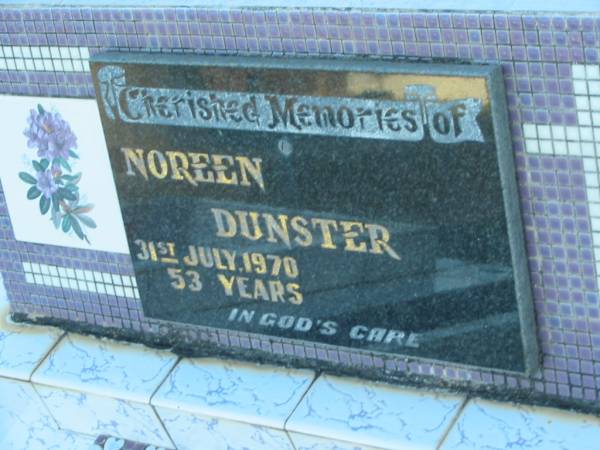 Cherished Memories of
NOREEN
DUNSTER
31ST JULY, 1970
53 YEARS
IN GOD'S CARE